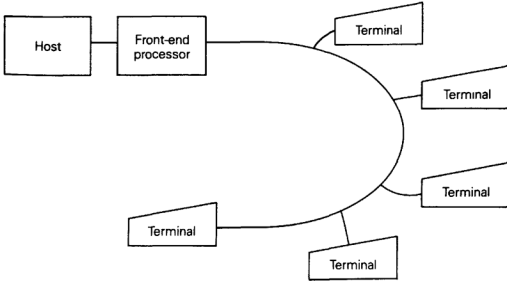 Host
Front-end
processor
Terminal
Terminal
Terminal
Terminal
Terminal